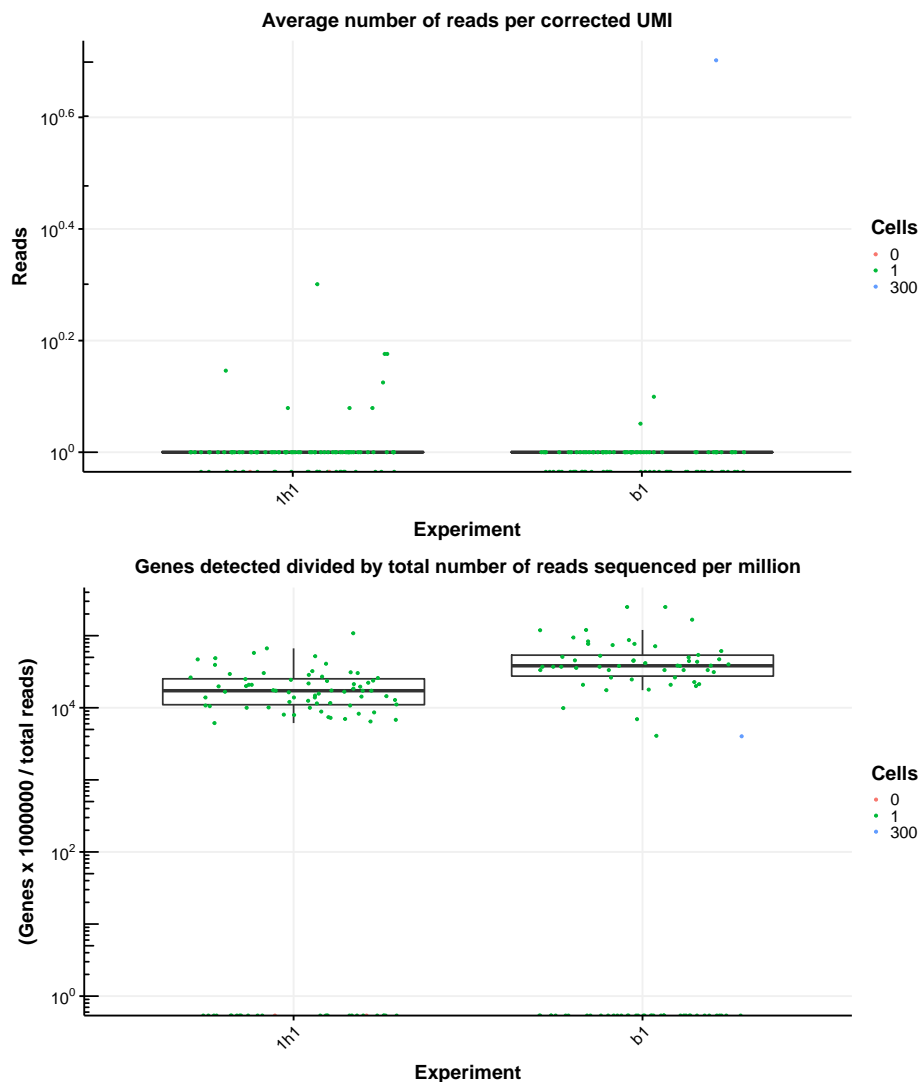 Average number of reads per corrected UMI
10^0.6
10^0.4
10^0.2
10^0
Reads
1h1
b1
Experiment
Cells
0
1
300
Genes detected divided by total number of reads sequenced per million
10^4
10^2
10^0
(Genes x 1000000 / total reads)
1h1
b1
Experiment
Cells
0
1
300